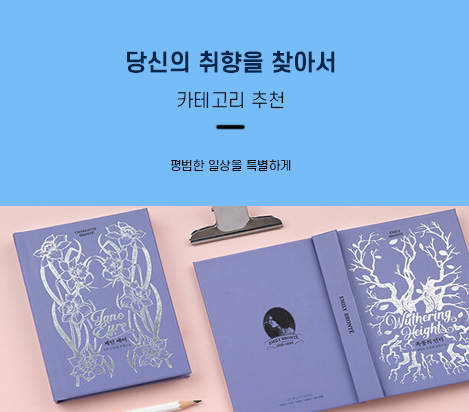 당신의 취향을 찾아서
카테고리 추천
평범한 일상을 특별하게
CHARLOTTE
BRONTË
Jane
Eyre
제인 에어
EMILY BRONTË
EMILY BRONTË
EMILY
BRONTË
Wuthering
Heights
폭풍의 언덕